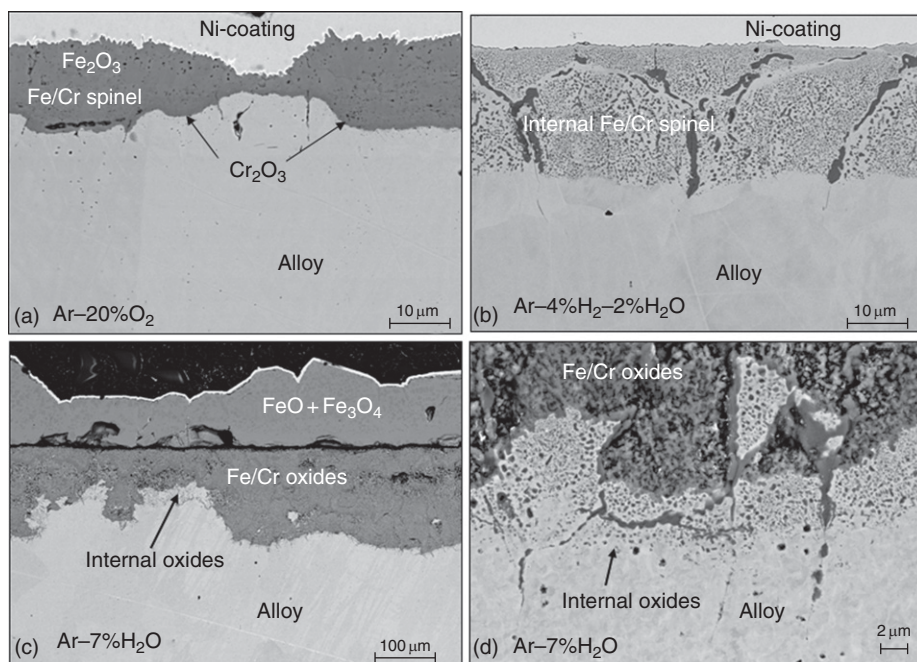 Ni-coating
Fe₂O₃
Fe/Cr spinel
Cr₂O₃
Alloy
(a) Ar–20%O₂
10 μm
Ni-coating
Internal Fe/Cr spinel
Alloy
(b) Ar–4%H₂–2%H₂O
10 μm
FeO + Fe₃O₄
Fe/Cr oxides
Internal oxides
Alloy
(c) Ar–7%H₂O
100 μm
Fe/Cr oxides
Internal oxides
Alloy
(d) Ar–7%H₂O
2 μm